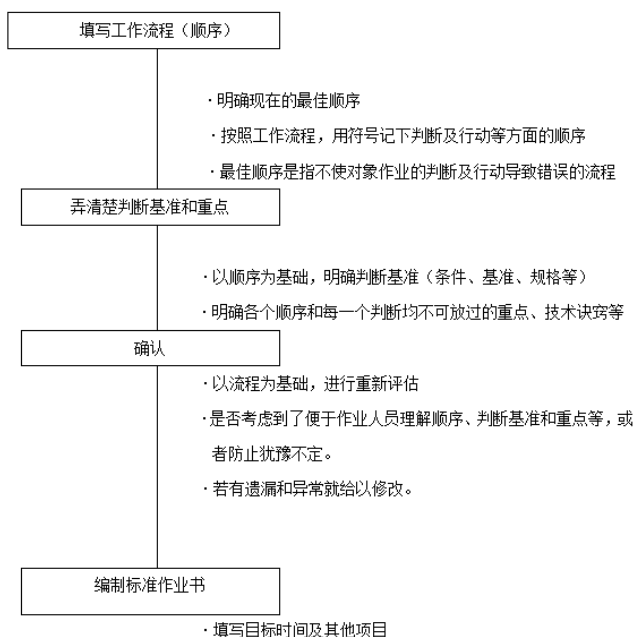 填写工作流程（顺序）
·明确现在的最佳顺序
·按照工作流程，用符号记下判断及行动等方面的顺序
·最佳顺序是指不使对象作业的判断及行动导致错误的流程
弄清楚判断基准和重点
·以顺序为基础，明确判断基准（条件、基准、规格等）
·明确各个顺序和每一个判断均不可放过的重点、技术诀窍等
确认
·以流程为基础，进行重新评估
·是否考虑到了便于作业人员理解顺序、判断基准和重点等，或
者防止犹豫不定。
·若有遗漏和异常就给以修改。
编制标准作业书
·填写目标时间及其他项目